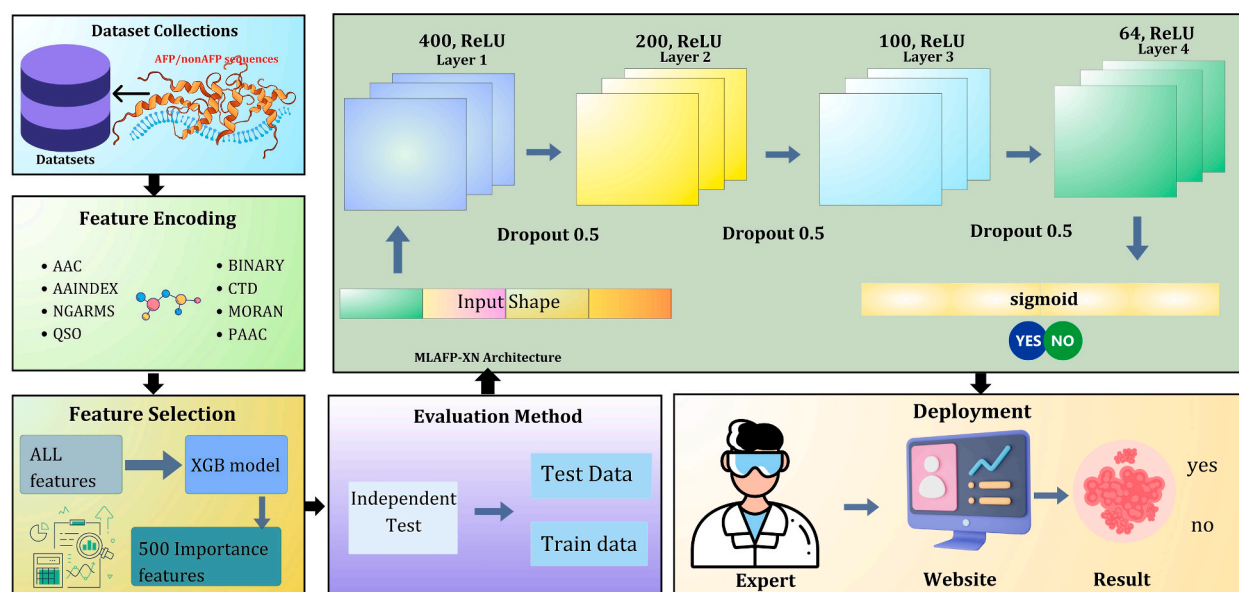 Dataset Collections
AFP/nonAFP sequences
Datatsets
Feature Encoding
• AAC
• AAINDEX
• NGARMS
• QSO
• BINARY
• CTD
• MORAN
• PAAC
Feature Selection
ALL
features
XGB model
500 Importance
features
Evaluation Method
Independent
Test
Test Data
Train data
400, ReLU
Layer 1
200, ReLU
Layer 2
100, ReLU
Layer 3
64, ReLU
Layer 4
Dropout 0.5
Dropout 0.5
Dropout 0.5
Input Shape
sigmoid
YES
NO
MLAFP-XN Architecture
Deployment
yes
no
Expert
Website
Result